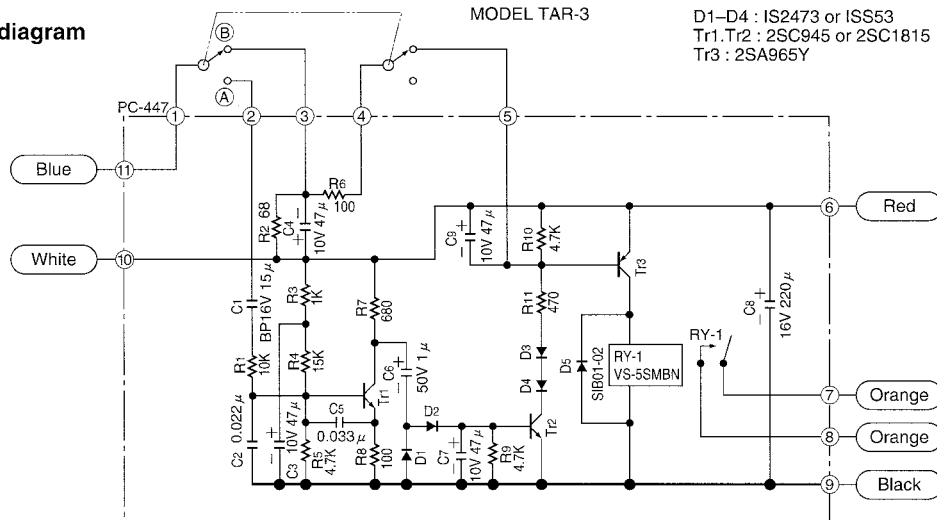 diagram
MODEL TAR-3
D1–D4 : IS2473 or ISS53
Tr1.Tr2 : 2SC945 or 2SC1815
Tr3 : 2SA965Y
B
A
PC-447
1
2
3
4
5
Blue
11
R6
100
R2 68
C4
10V 47μ
C9
10V 47μ
R10
4.7K
6
Red
White
10
Tr3
C1
BP16V 15μ
R3
1K
R7
680
R11
470
C8
16V 220μ
R1
10K
R4
15K
C6
50V 1μ
D3
D5
SIB01-02
RY-1
VS-5SMBN
RY-1
Tr1
D4
7
Orange
C2
0.022μ
C3
10V 47μ
C5
0.033μ
D2
Tr2
8
Orange
R5
4.7K
R8
100
D1
C7
10V 47μ
R9
4.7K
9
Black